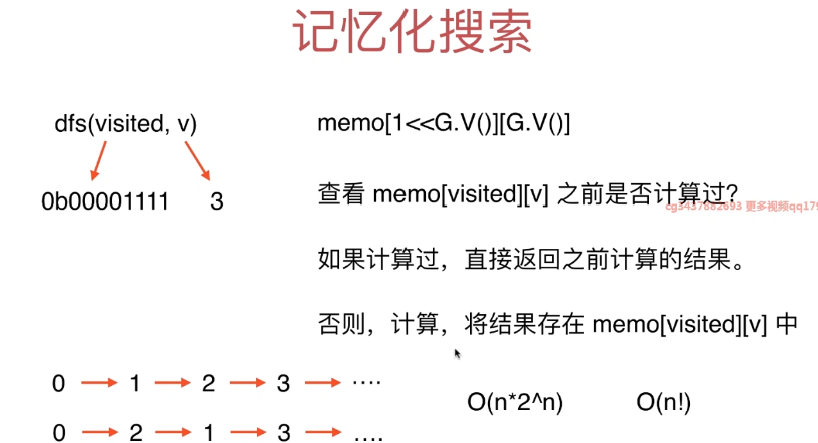 记忆化搜索
dfs(visited, v)
0b00001111 3
memo[1<<G.V()][G.V()]
查看 memo[visited][v] 之前是否计算过?
cg3437882693 更多视频qq179
如果计算过，直接返回之前计算的结果。
否则，计算，将结果存在 memo[visited][v] 中
0 → 1 → 2 → 3 → ····
0 → 2 → 1 → 3 → ....
O(n*2^n) O(n!)